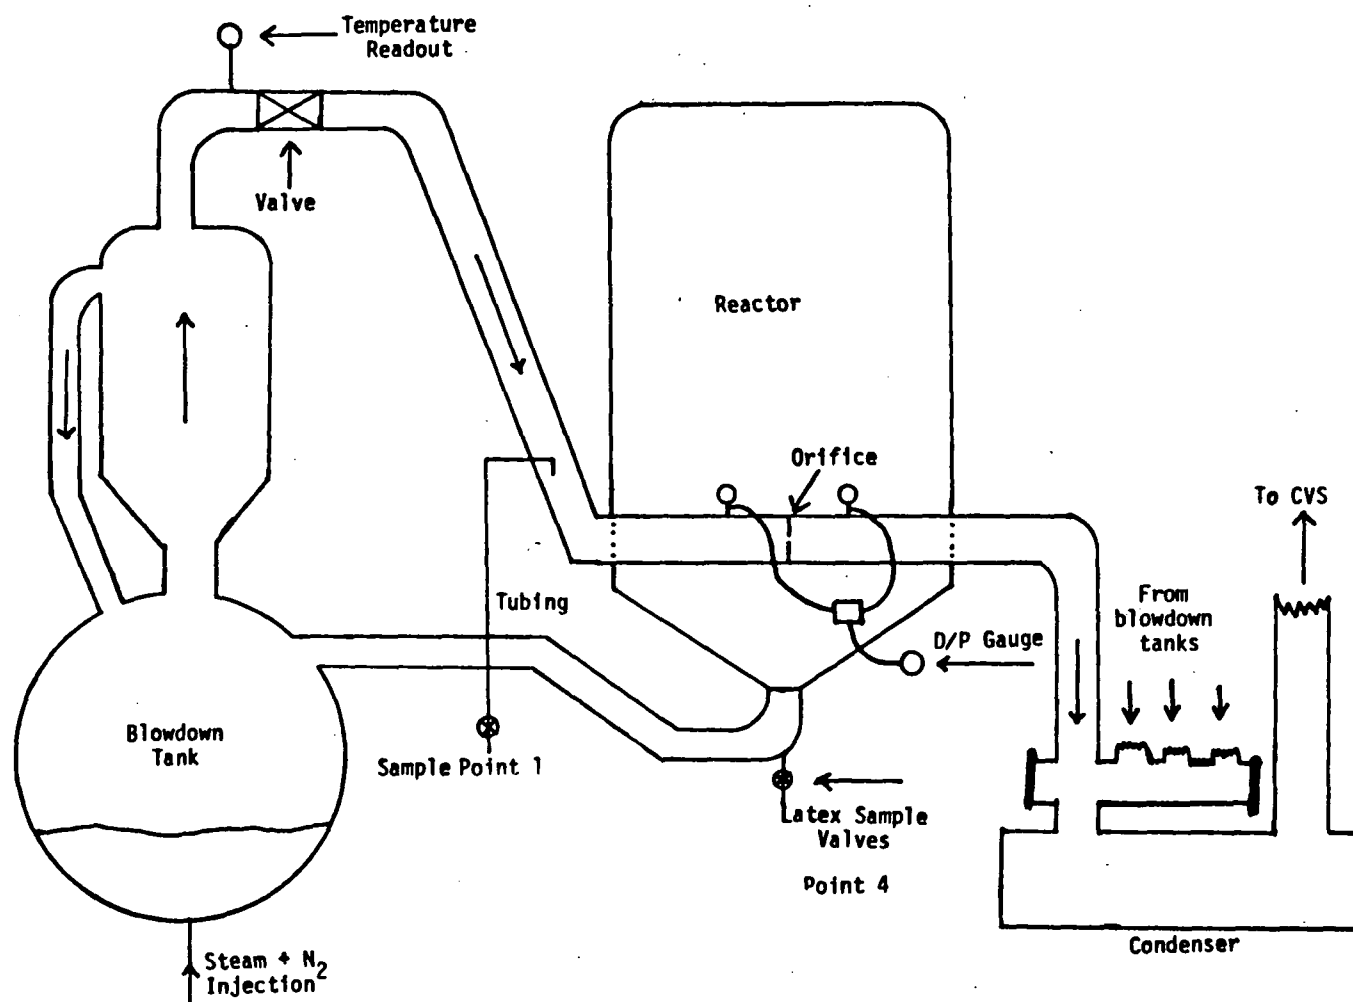 Temperature
Readout
Valve
Reactor
Orifice
To CVS
From
blowdown
tanks
Tubing
D/P Gauge
Blowdown
Tank
Sample Point 1
Latex Sample
Valves
Point 4
Condenser
Steam + N2
Injection